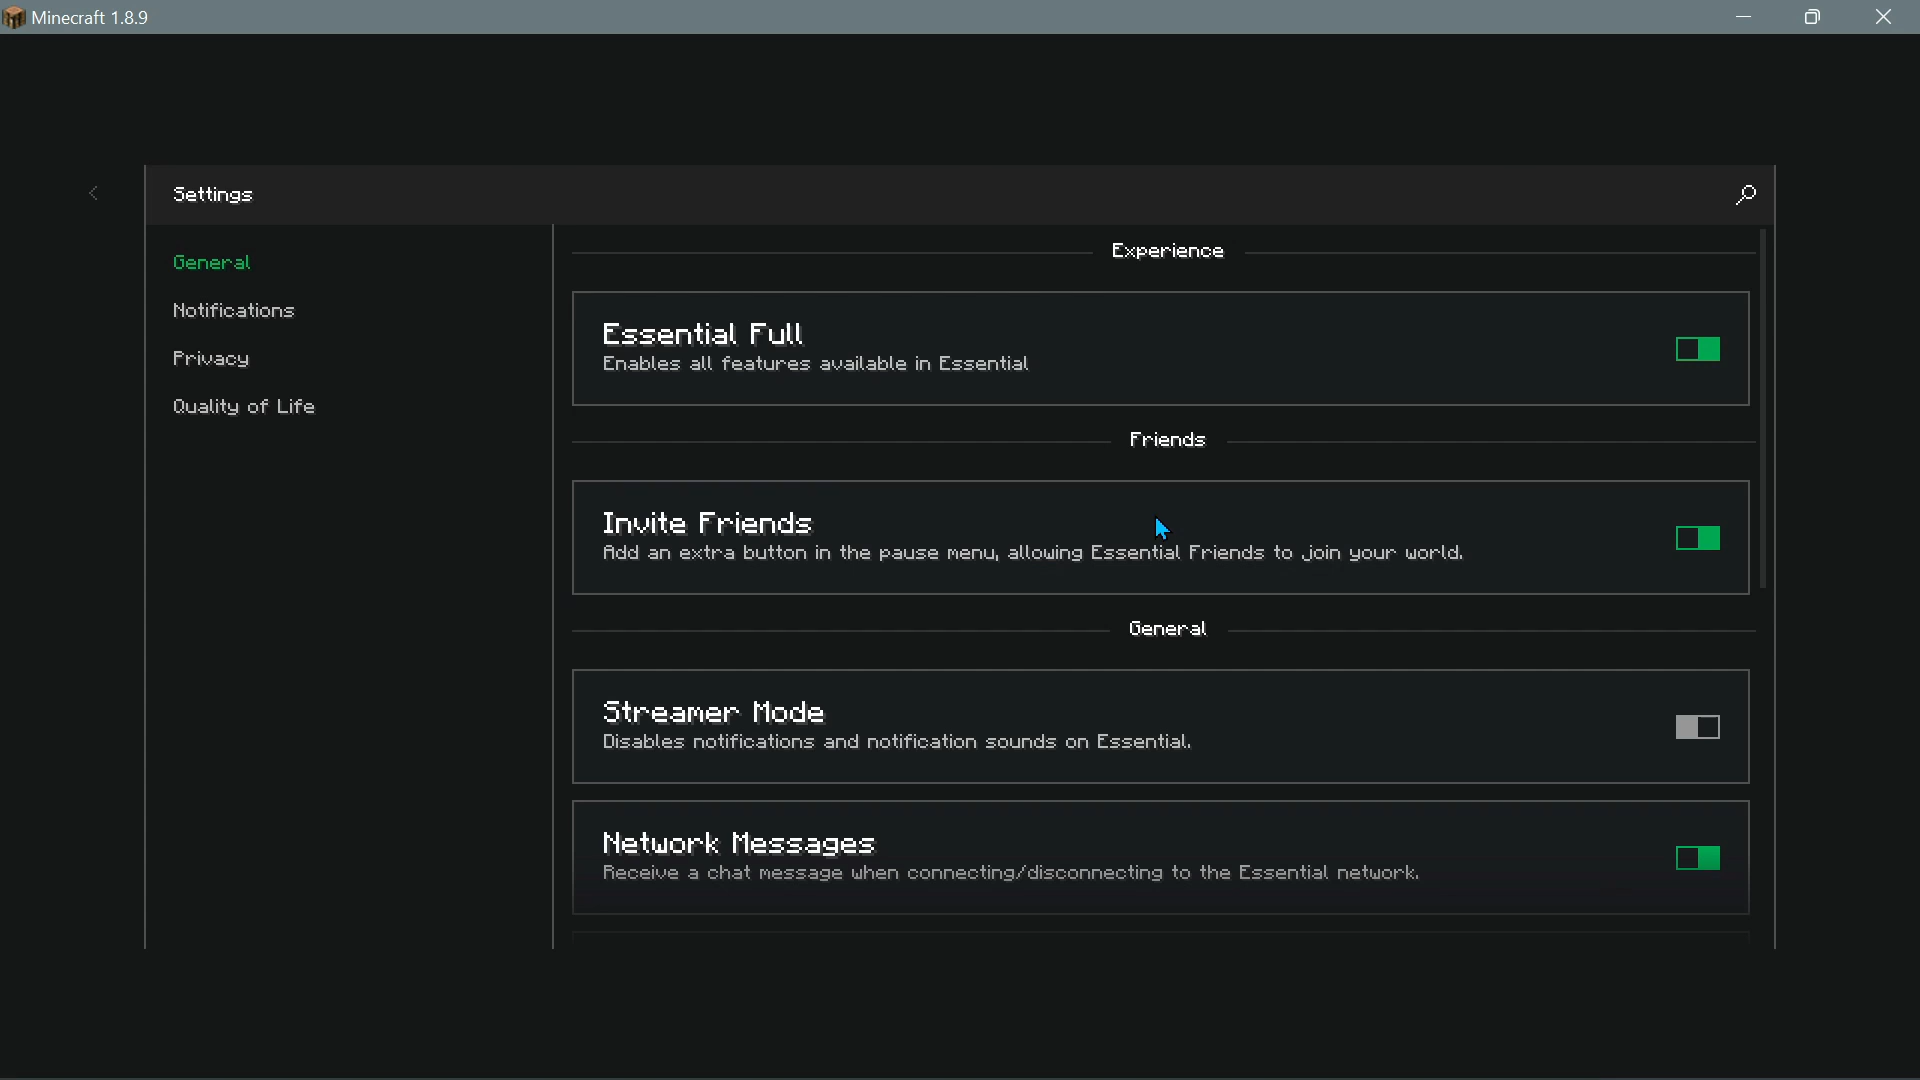 Minecraft 1.8.9
Settings
General
Notifications
Privacy
Quality of Life
Experience
Essential Full
Enables all features available in Essential
Friends
Invite Friends
Add an extra button in the pause menu, allowing Essential Friends to join your world.
General
Streamer Mode
Disables notifications and notification sounds on Essential.
Network Messages
Receive a chat message when connecting/disconnecting to the Essential network.